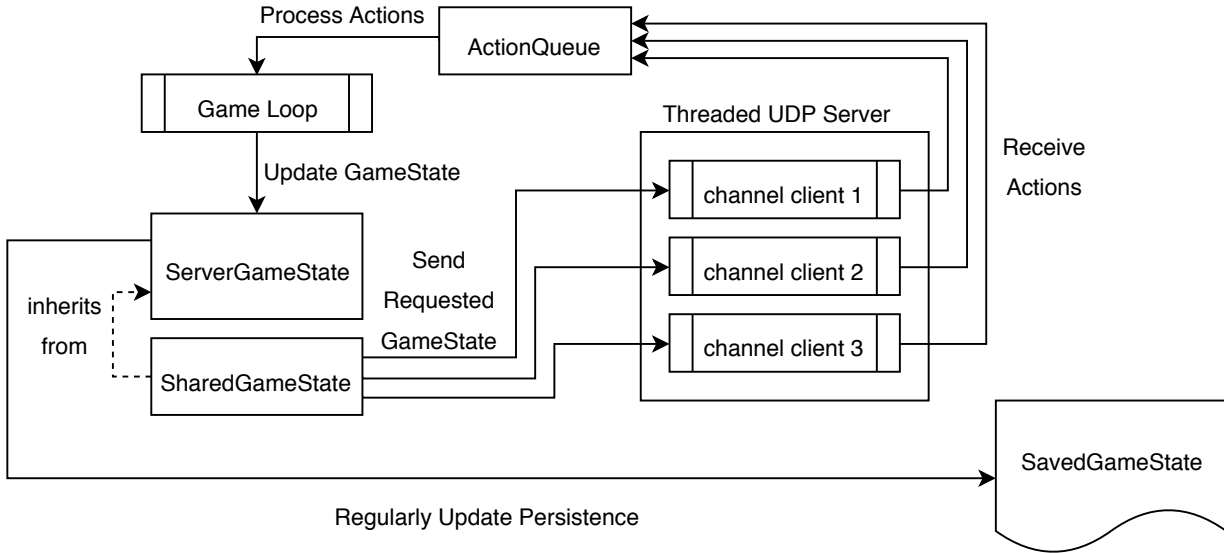 Process Actions
ActionQueue
Game Loop
Threaded UDP Server
Receive
Actions
Update GameState
channel client 1
ServerGameState
Send
Requested
GameState
channel client 2
inherits
from
channel client 3
SharedGameState
SavedGameState
Regularly Update Persistence